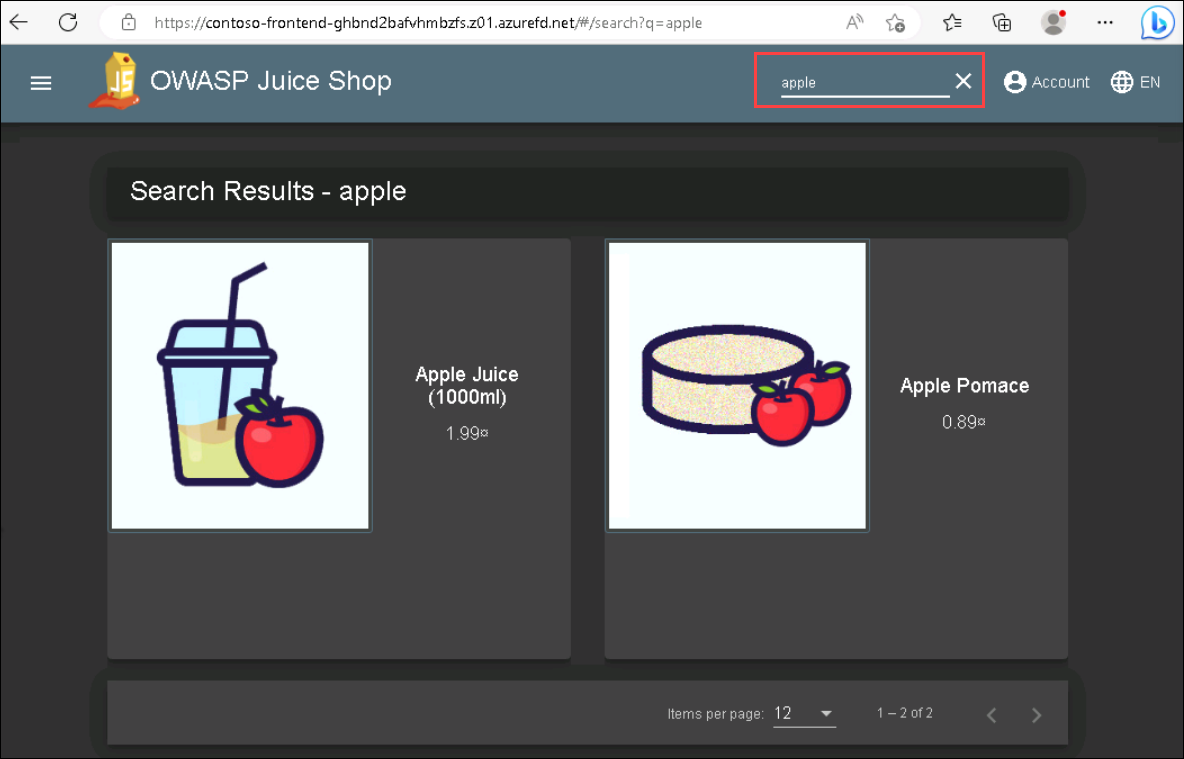 https://contoso-frontend-ghbnd2bafvhmbzfs.z01.azurefd.net/#/search?q=apple
JS OWASP Juice Shop
apple
Account
EN
Search Results - apple
Apple Juice
(1000ml)
1.99¤
Apple Pomace
0.89¤
Items per page: 12
1 – 2 of 2